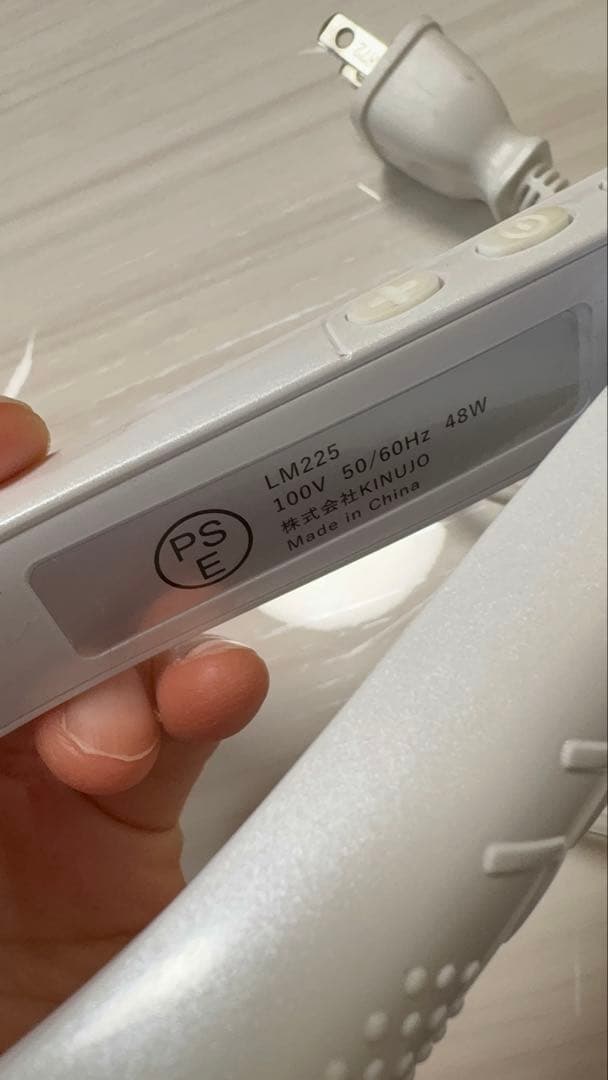 PS
E
LM225
100V 50/60Hz 48W
株式会社KINUJO
Made in China